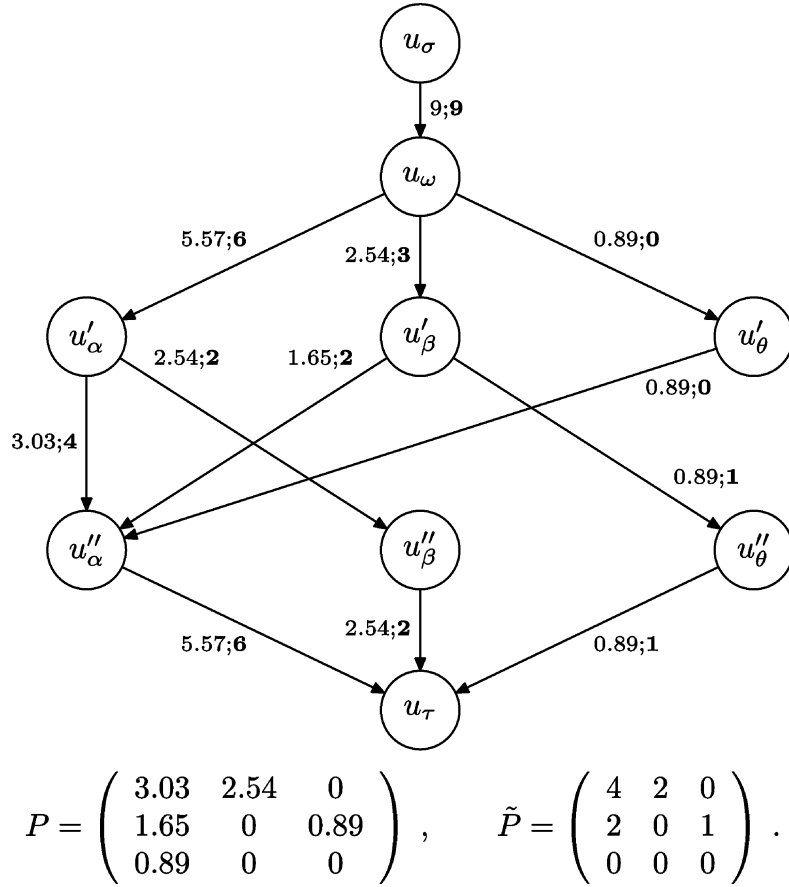 u_σ
9;9
u_ω
5.57;6 2.54;3 0.89;0
u′_α u′_β u′_θ
2.54;2 1.65;2 0.89;0
3.03;4 0.89;1
u″_α u″_β u″_θ
5.57;6 2.54;2 0.89;1
u_τ
P = ( 3.03 2.54 0 ) , P̃ = ( 4 2 0 ) .
1.65 0 0.89 2 0 1
0.89 0 0 0 0 0